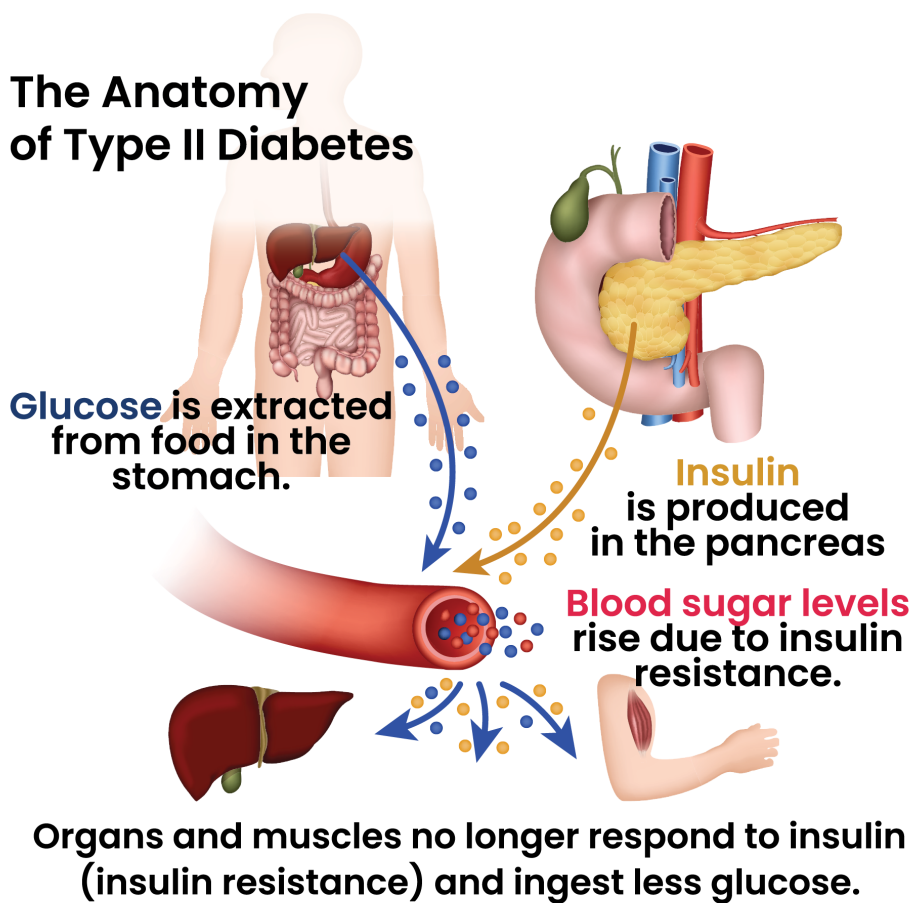 The Anatomy
of Type II Diabetes
Glucose is extracted
from food in the
stomach.
Insulin
is produced
in the pancreas
Blood sugar levels
rise due to insulin
resistance.
Organs and muscles no longer respond to insulin
(insulin resistance) and ingest less glucose.